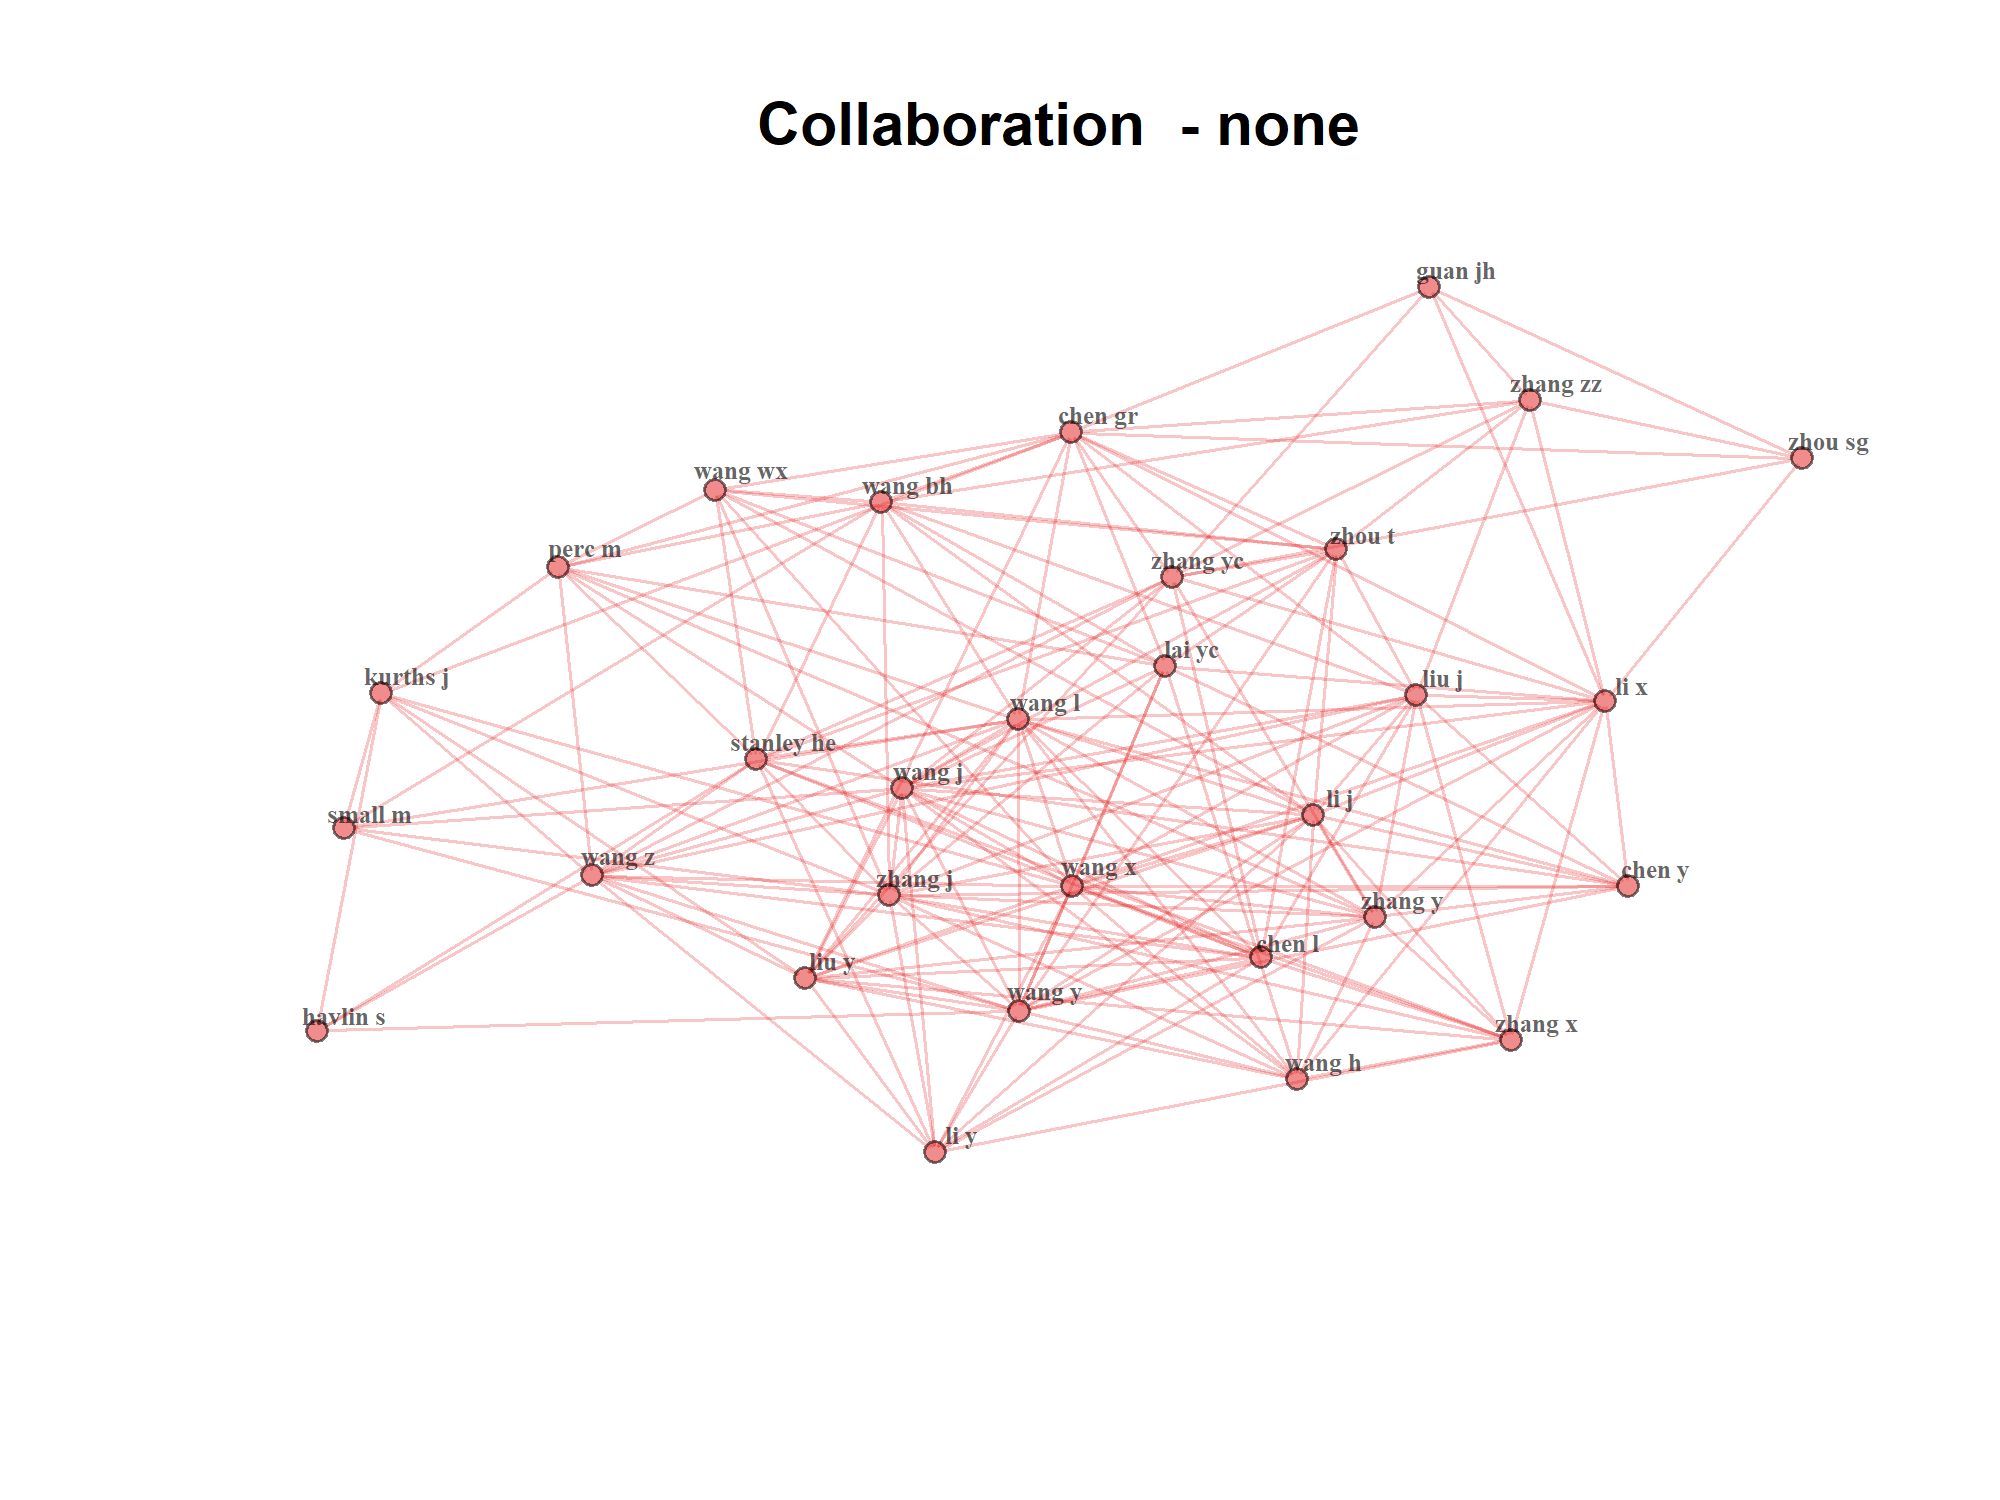 Collaboration  - none
guan jh
zhang zz
chen gr
zhou sg
wang wx
wang bh
zhou t
perc m
zhang yc
lai yc
kurths j
liu j
li x
wang l
stanley he
wang j
li j
small m
wang z
wang x
chen y
zhang j
zhang y
chen l
liu y
wang y
havlin s
zhang x
wang h
li y